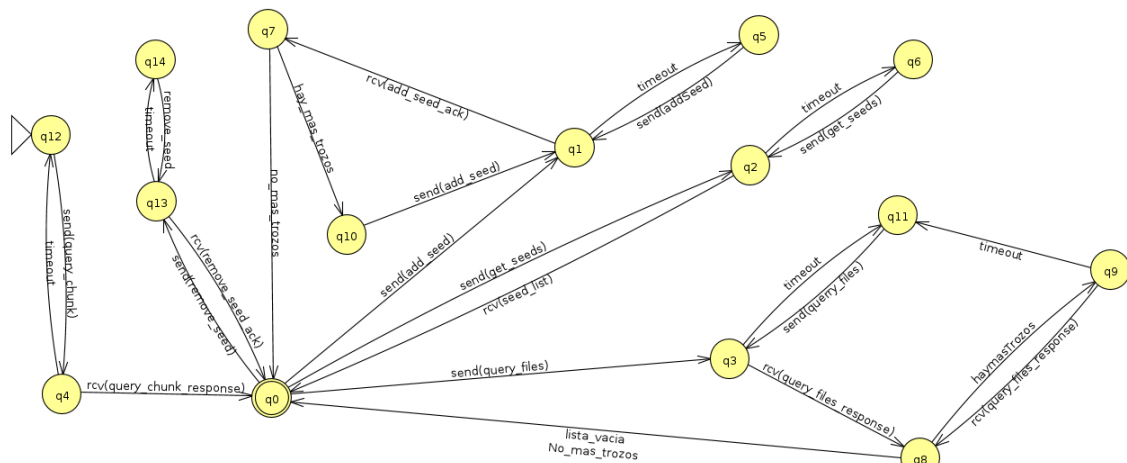 q7
q5
q14
q6
rcv(add_seed_ack)
timeout
timeout
remove_seed
timeout
hay_mas_trozos
send(addSeed)
send(get_seeds)
q12
q1
q2
send(query_chunk)
timeout
q13
no_mas_trozos
send(add_seed)
q10
q11
rcv(remove_seed_ack)
send(remove_seed)
send(add_seed)
send(get_seeds)
rcv(seed_list)
timeout
timeout
q9
send(query_files)
haymasTrozos
rcv(query_files_response)
q3
send(query_files)
rcv(query_files_response)
q4
rcv(query_chunk_response)
q0
lista_vacia
No_mas_trozos
q8